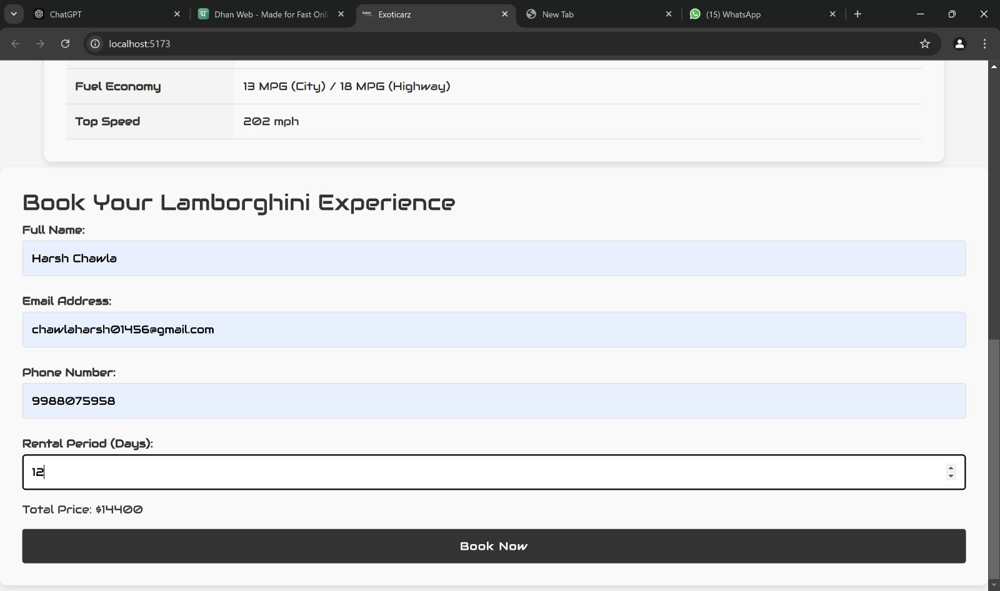 ChatGPT
Dhan Web - Made for Fast Onli
Exoticarz
New Tab
(15) WhatsApp
localhost:5173
Fuel Economy 13 MPG (City) / 18 MPG (Highway)
Top Speed 202 mph
Book Your Lamborghini Experience
Full Name:
Harsh Chawla
Email Address:
chawlaharsh01456@gmail.com
Phone Number:
9988075958
Rental Period (Days):
12
Total Price: $14400
Book Now